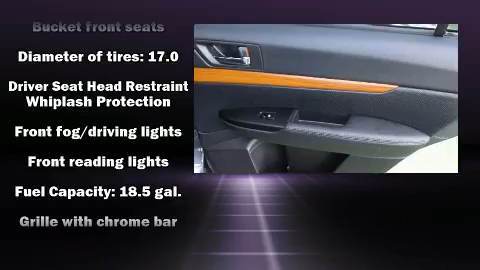 Bucket front seats
Diameter of tires: 17.0
Driver Seat Head Restraint
Whiplash Protection
Front fog/driving lights
Front reading lights
Fuel Capacity: 18.5 gal.
Grille with chrome bar